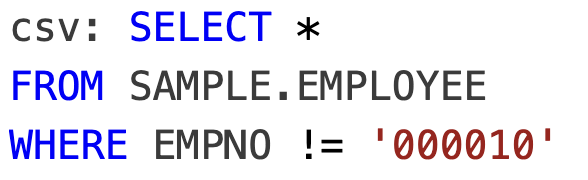 csv: SELECT *
FROM SAMPLE.EMPLOYEE
WHERE EMPNO != '000010'